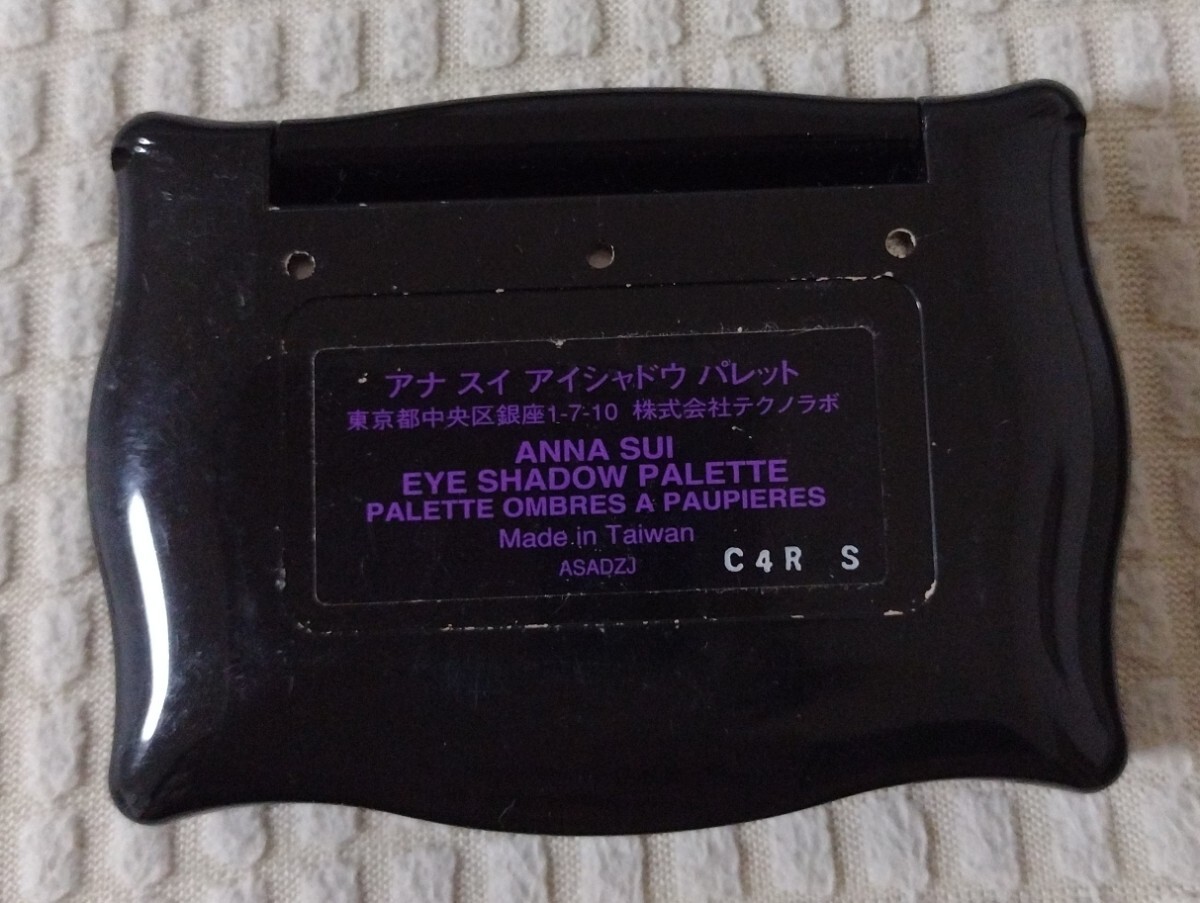 アナ スイ アイシャドウ パレット
東京都中央区銀座1-7-10 株式会社テクノラボ
ANNA SUI
EYE SHADOW PALETTE
PALETTE OMBRES A PAUPIERES
Made in Taiwan
ASADZJ C4R S